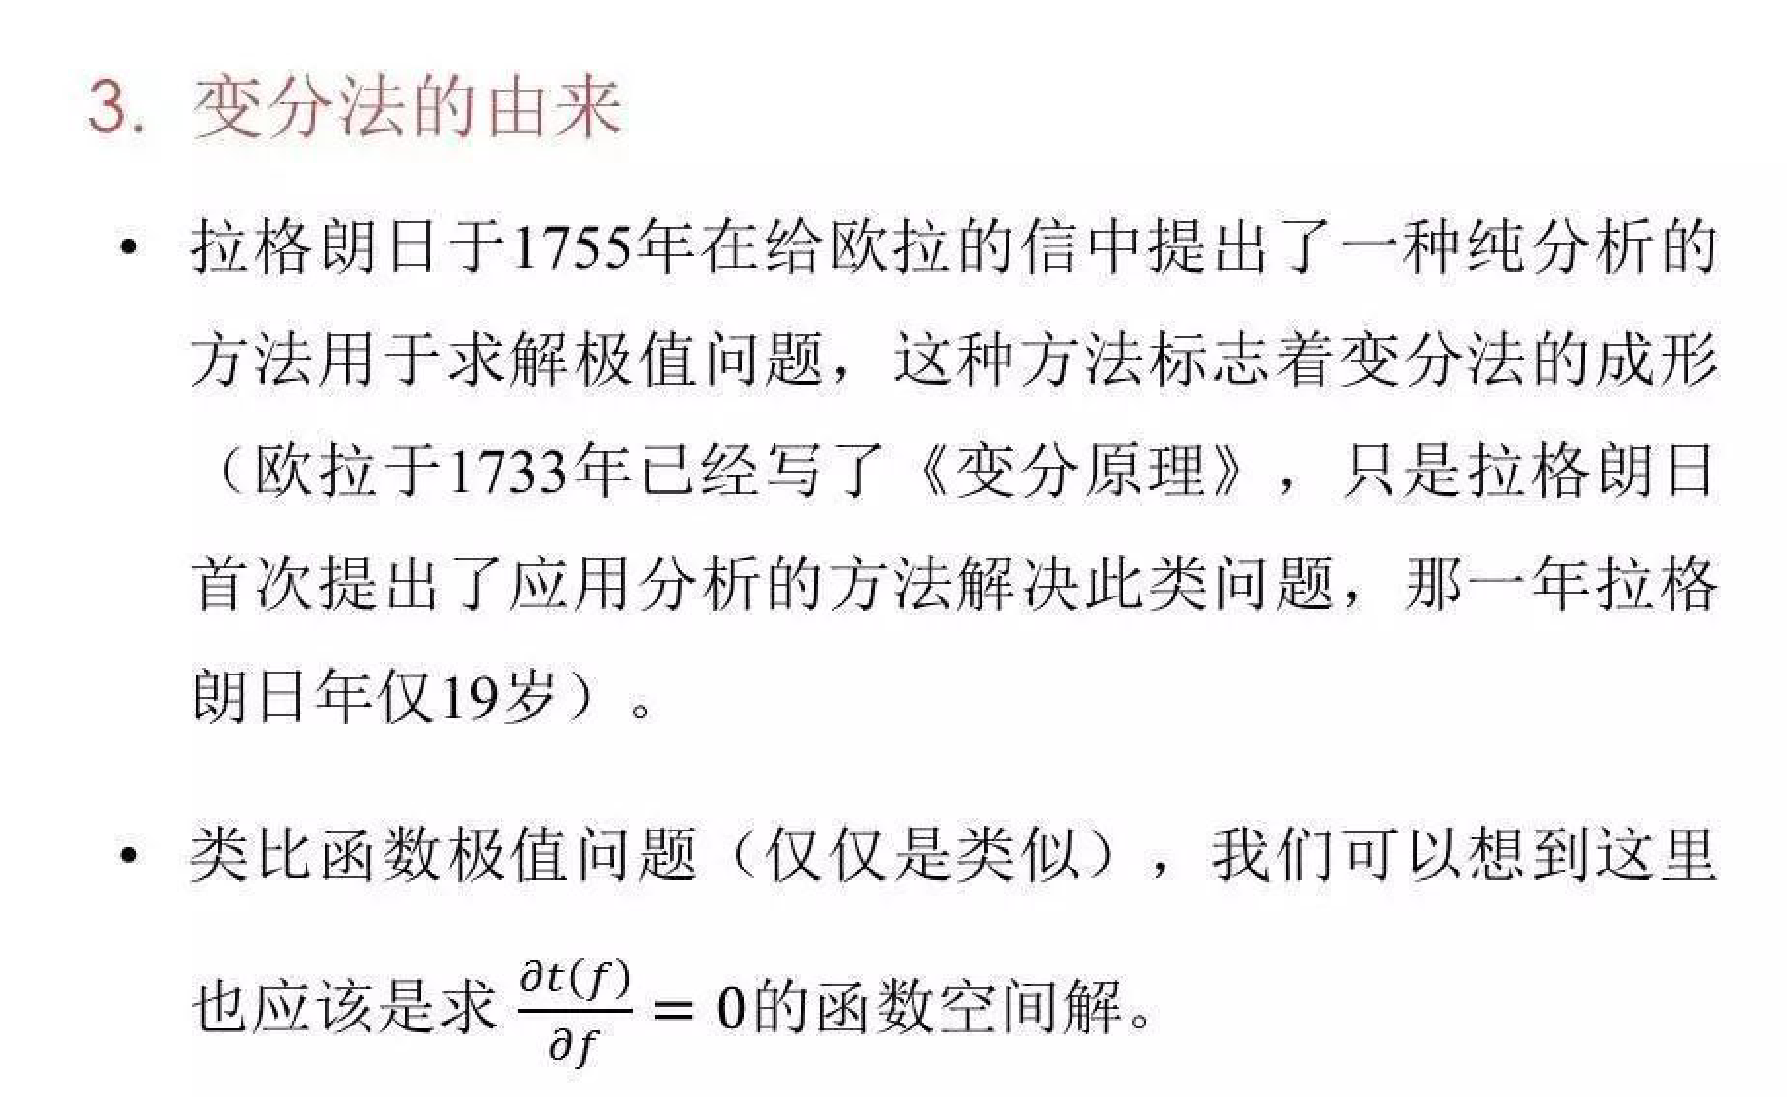 3. 变分法的由来
• 拉格朗日于1755年在给欧拉的信中提出了一种纯分析的
方法用于求解极值问题，这种方法标志着变分法的成形
（欧拉于1733年已经写了《变分原理》，只是拉格朗日
首次提出了应用分析的方法解决此类问题，那一年拉格
朗日年仅19岁）。
• 类比函数极值问题（仅仅是类似），我们可以想到这里
也应该是求 ∂t(f)/∂f = 0的函数空间解。